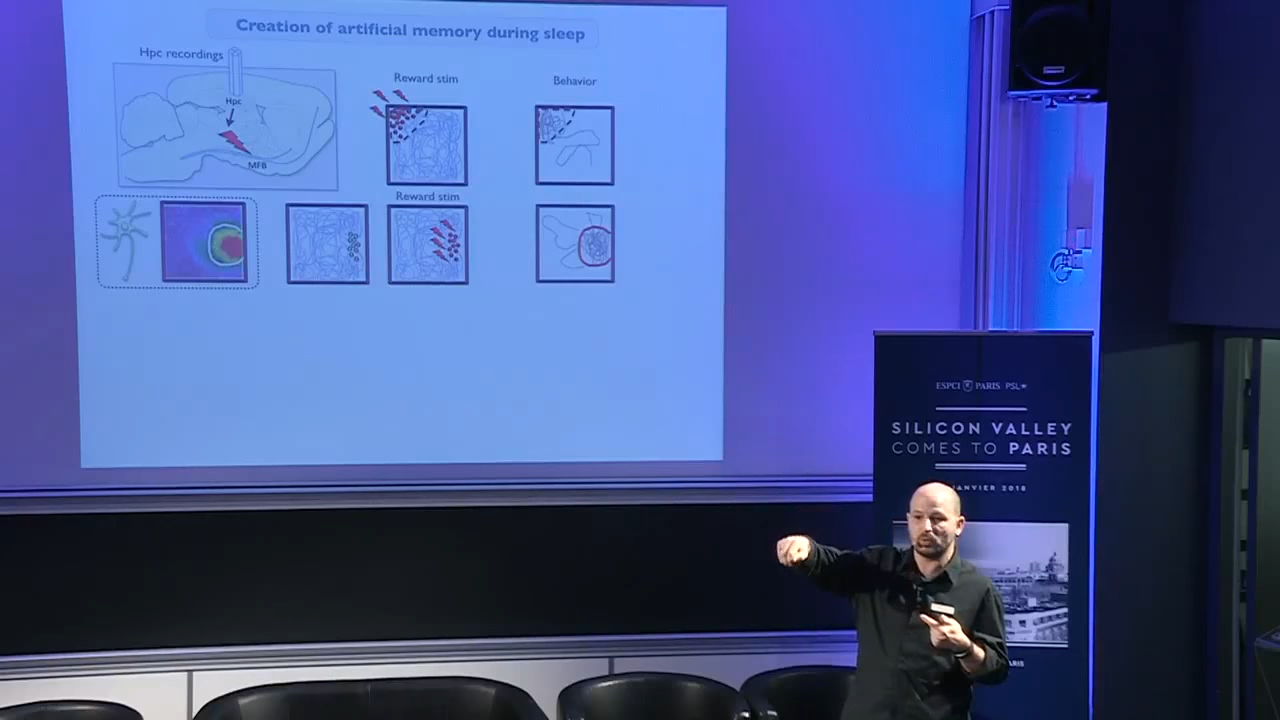 Creation of artificial memory during sleep
Hpc recordings
Reward stim
Behavior
Hpc
MFB
Reward stim
ESPCI PARIS PSL★
SILICON VALLEY
COMES TO PARIS
JANVIER 2018